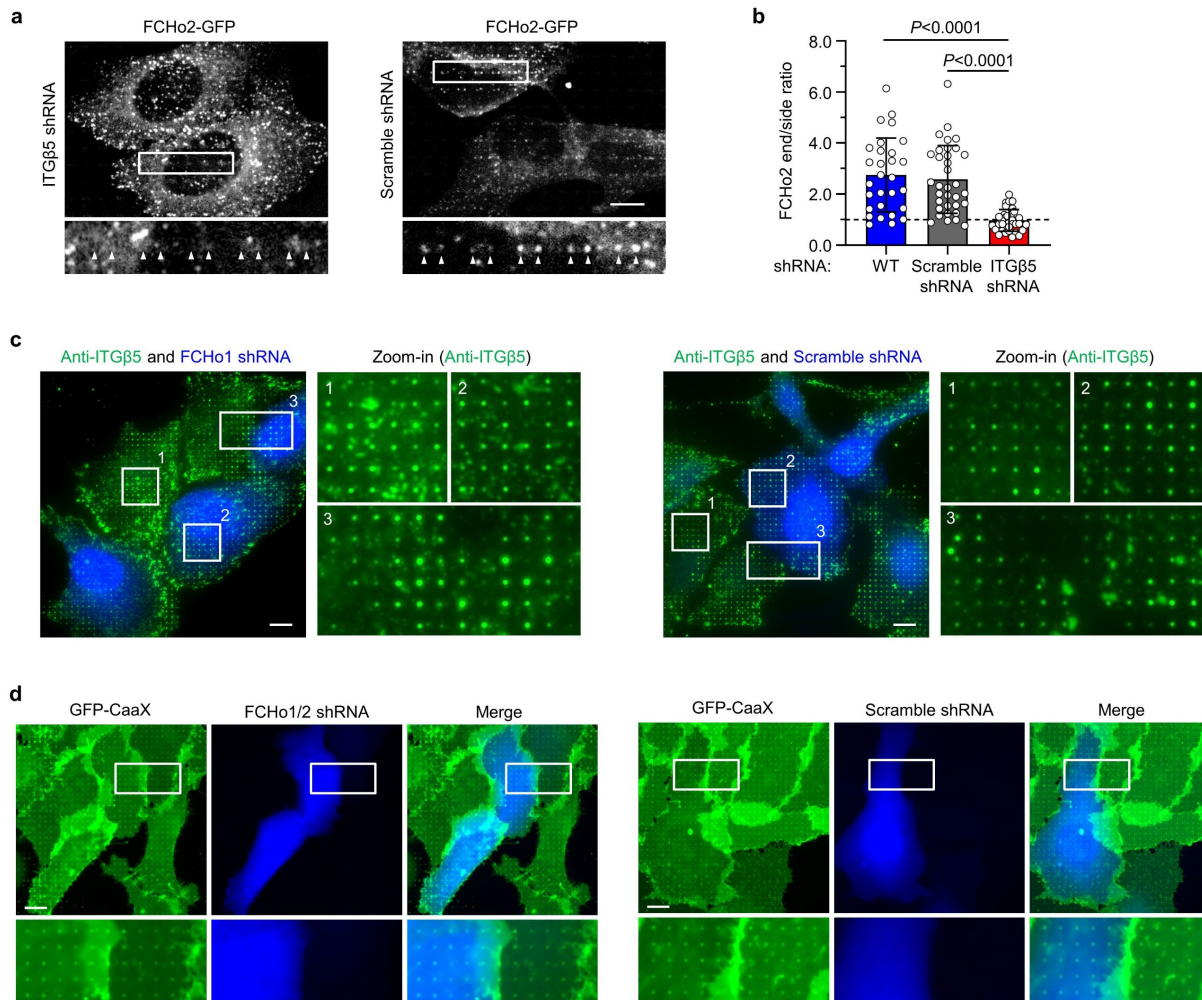 a
FCHo2-GFP
FCHo2-GFP
ITGβ5 shRNA
Scramble shRNA
b
P<0.0001
P<0.0001
FCHo2 end/side ratio
8.0
6.0
4.0
2.0
0.0
shRNA: WT Scramble shRNA ITGβ5 shRNA
c
Anti-ITGβ5 and FCHo1 shRNA
Zoom-in (Anti-ITGβ5)
1
2
3
1
2
3
Anti-ITGβ5 and Scramble shRNA
Zoom-in (Anti-ITGβ5)
1
2
3
1
2
3
d
GFP-CaaX
FCHo1/2 shRNA
Merge
GFP-CaaX
Scramble shRNA
Merge